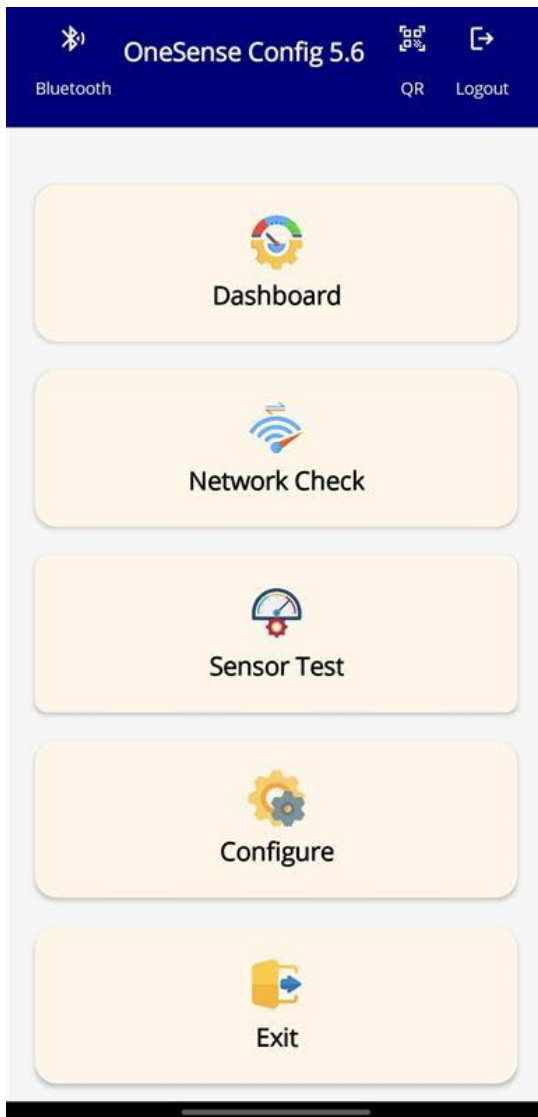 OneSense Config 5.6
Bluetooth
QR
Logout
Dashboard
Network Check
Sensor Test
Configure
Exit